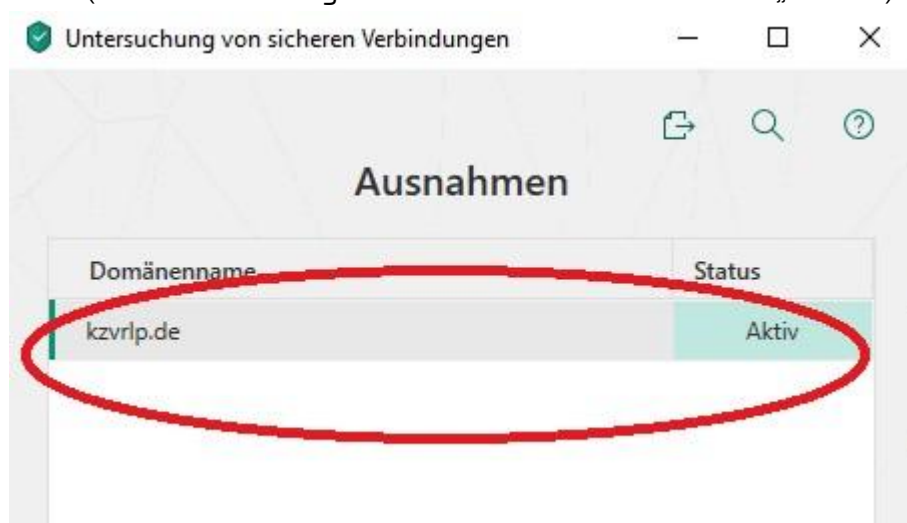 Untersuchung von sicheren Verbindungen
Ausnahmen
Domänenname Status
kzvrlp.de Aktiv